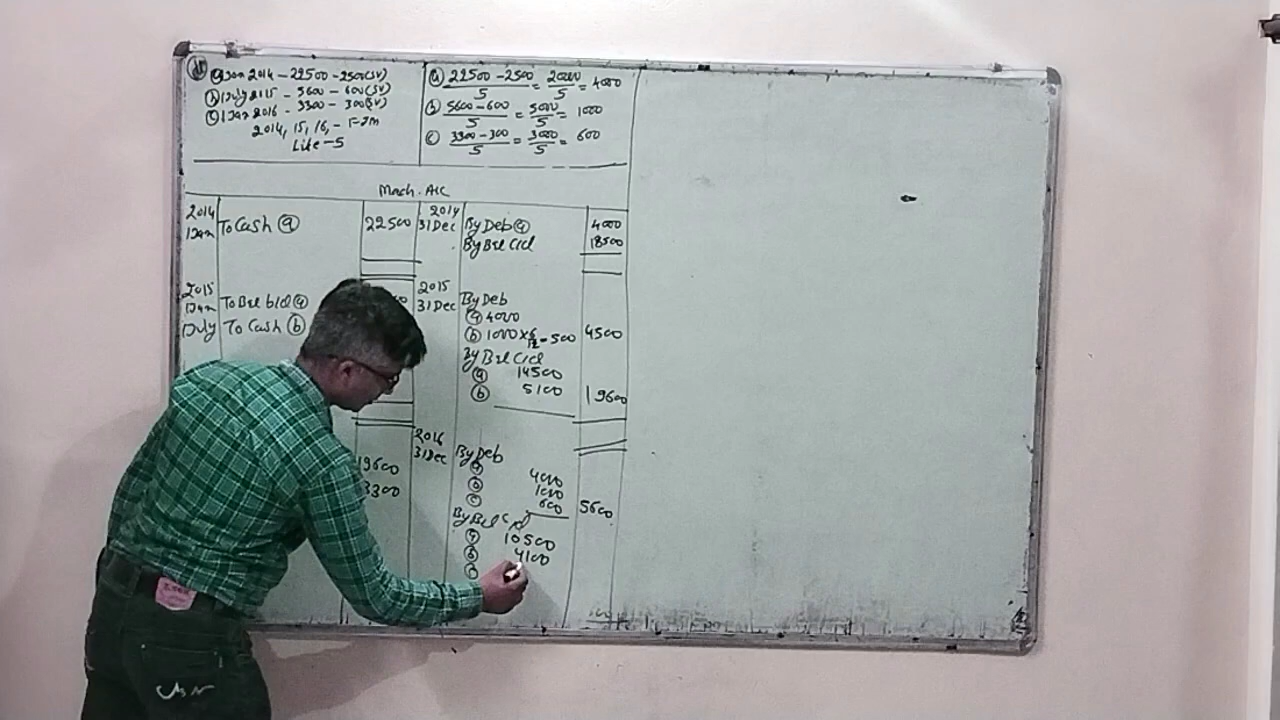 (a) 1 Jan 2014 - 22500 - 2500(SV)
(b) 1 July 2015 - 5600 - 600(SV)
(c) 1 Jan 2016 - 3300 - 300(SV)
2014, 15, 16, -
Life - 5
(a) 22500 - 2500 / 5 = 20000 / 5 = 4000
(b) 5600 - 600 / 5 = 5000 / 5 = 1000
(c) 3300 - 300 / 5 = 3000 / 5 = 600
Mach. A/C
2014 1 Jan To Cash (a) 22500
2014 31 Dec By Dep (a) 4000
By Bal C/d 18500
2015 1 Jan To Bal b/d (a)
1 July To Cash (b)
2015 31 Dec By Dep
(a) 4000
(b) 1000 x 6/12 = 500 4500
By Bal C/d
(a) 14500
(b) 5100 19600
19600
3300
2016 31 Dec By Dep
(a) 4000
(b) 1000
(c) 600 5600
By Bal C/d
(a) 10500
(b) 4100